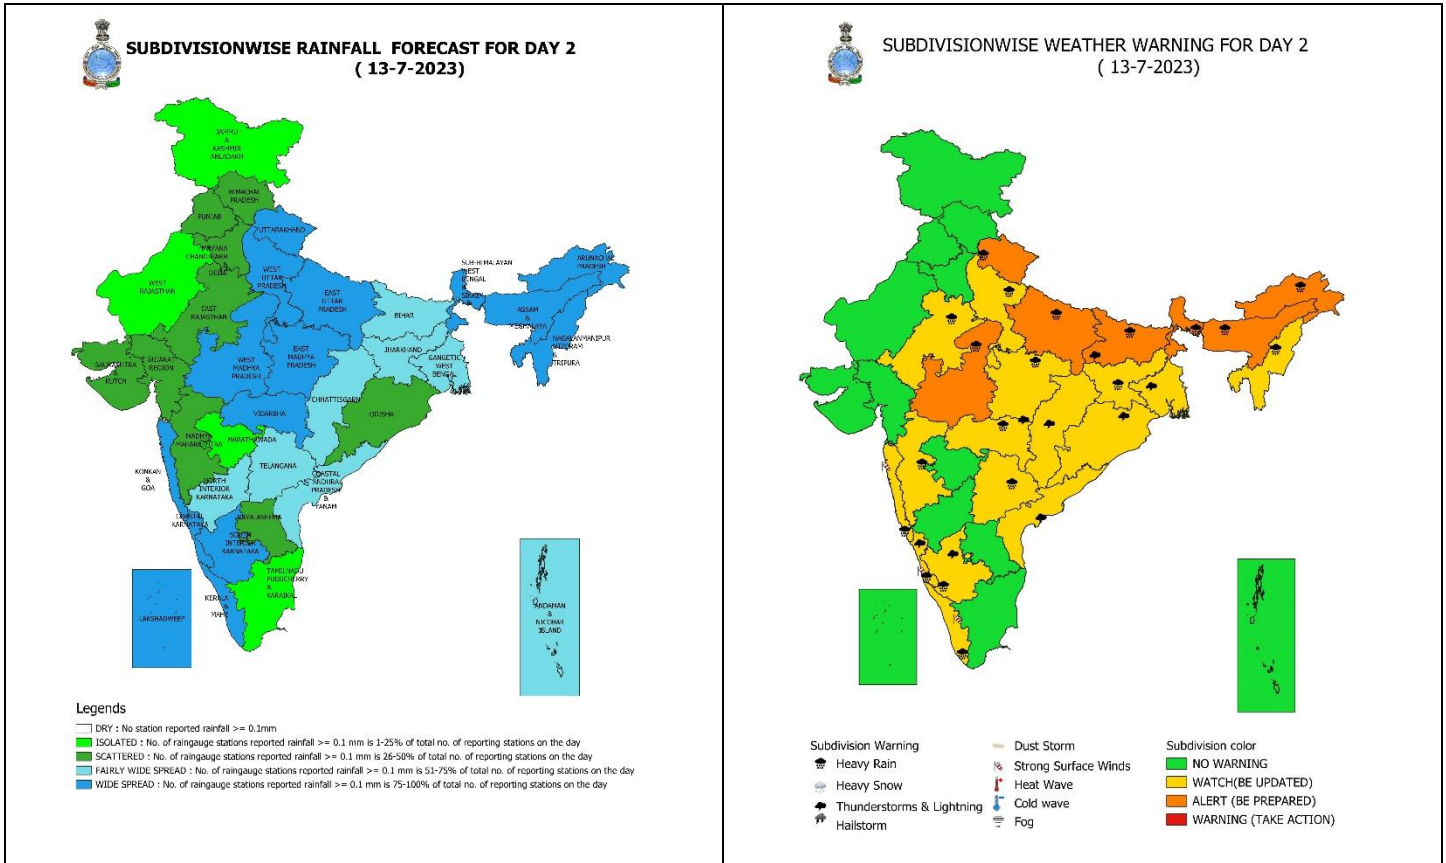 SUBDIVISIONWISE RAINFALL FORECAST FOR DAY 2
( 13-7-2023)
JAMMU
&
KASHMIR
ANLADAKH
HIMACHAL
PRADESH
PUNJAB
UTTARAKHAND
WEST
RAJASTHAN
WEST
UTTAR
PRADESH
EAST
UTTAR
PRADESH
EAST
RAJASTHAN
BIHAR
SUB-HIMALAYAN
WEST
BENGAL
&
SIKKIM
ARUNACHAL
PRADESH
ASSAM
&
MEGHALAYA
NAGALANMANIPUR
MIZORAM
&
TRIPURA
JHARKHAND
GANGETIC
WEST
BENGAL
SAURASHTRA
&
KUTCH
GUJARAT
REGION
WEST
MADHYA
PRADESH
EAST
MADHYA
PRADESH
CHHATTISGARH
ODISHA
VIDARBHA
MADHYA
MAHARASHTRA
MARATHAWADA
TELANGANA
KONKAN
&
GOA
NORTH
INTERIOR
KARNATAKA
COASTAL
ANDHRA
PRADESH
&
YANAM
COASTAL
KARNATAKA
RAYALASEEMA
SOUTH
INTERIOR
KARNATAKA
TAMILNADU
PUDUCHERRY
&
KARAIKAL
KERALA
&
MAHE
LAKSHADWEEP
ANDAMAN
&
NICOBAR
ISLAND
Legends
DRY : No station reported rainfall >= 0.1mm
ISOLATED : No. of raingauge stations reported rainfall >= 0.1 mm is 1-25% of total no. of reporting stations on the day
SCATTERED : No. of raingauge stations reported rainfall >= 0.1 mm is 26-50% of total no. of reporting stations on the day
FAIRLY WIDE SPREAD : No. of raingauge stations reported rainfall >= 0.1 mm is 51-75% of total no. of reporting stations on the day
WIDE SPREAD : No. of raingauge stations reported rainfall >= 0.1 mm is 75-100% of total no. of reporting stations on the day
SUBDIVISIONWISE WEATHER WARNING FOR DAY 2
( 13-7-2023)
Subdivision Warning
Heavy Rain
Heavy Snow
Thunderstorms & Lightning
Hailstorm
Dust Storm
Strong Surface Winds
Heat Wave
Cold wave
Fog
Subdivision color
NO WARNING
WATCH(BE UPDATED)
ALERT (BE PREPARED)
WARNING (TAKE ACTION)